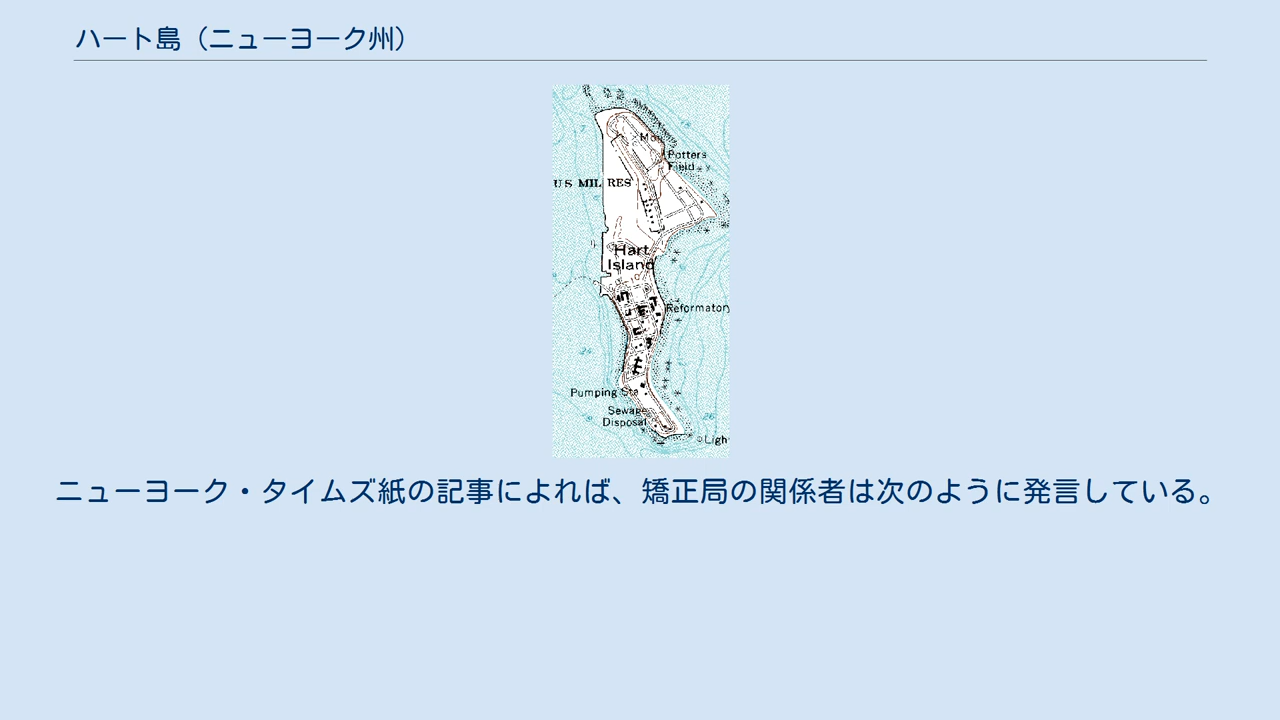 ハート島（ニューヨーク州）
Potters
Field
US MIL RES
Hart
Island
Reformatory
Pumping Sta
Sewage
Disposal
ニューヨーク・タイムズ紙の記事によれば、矯正局の関係者は次のように発言している。